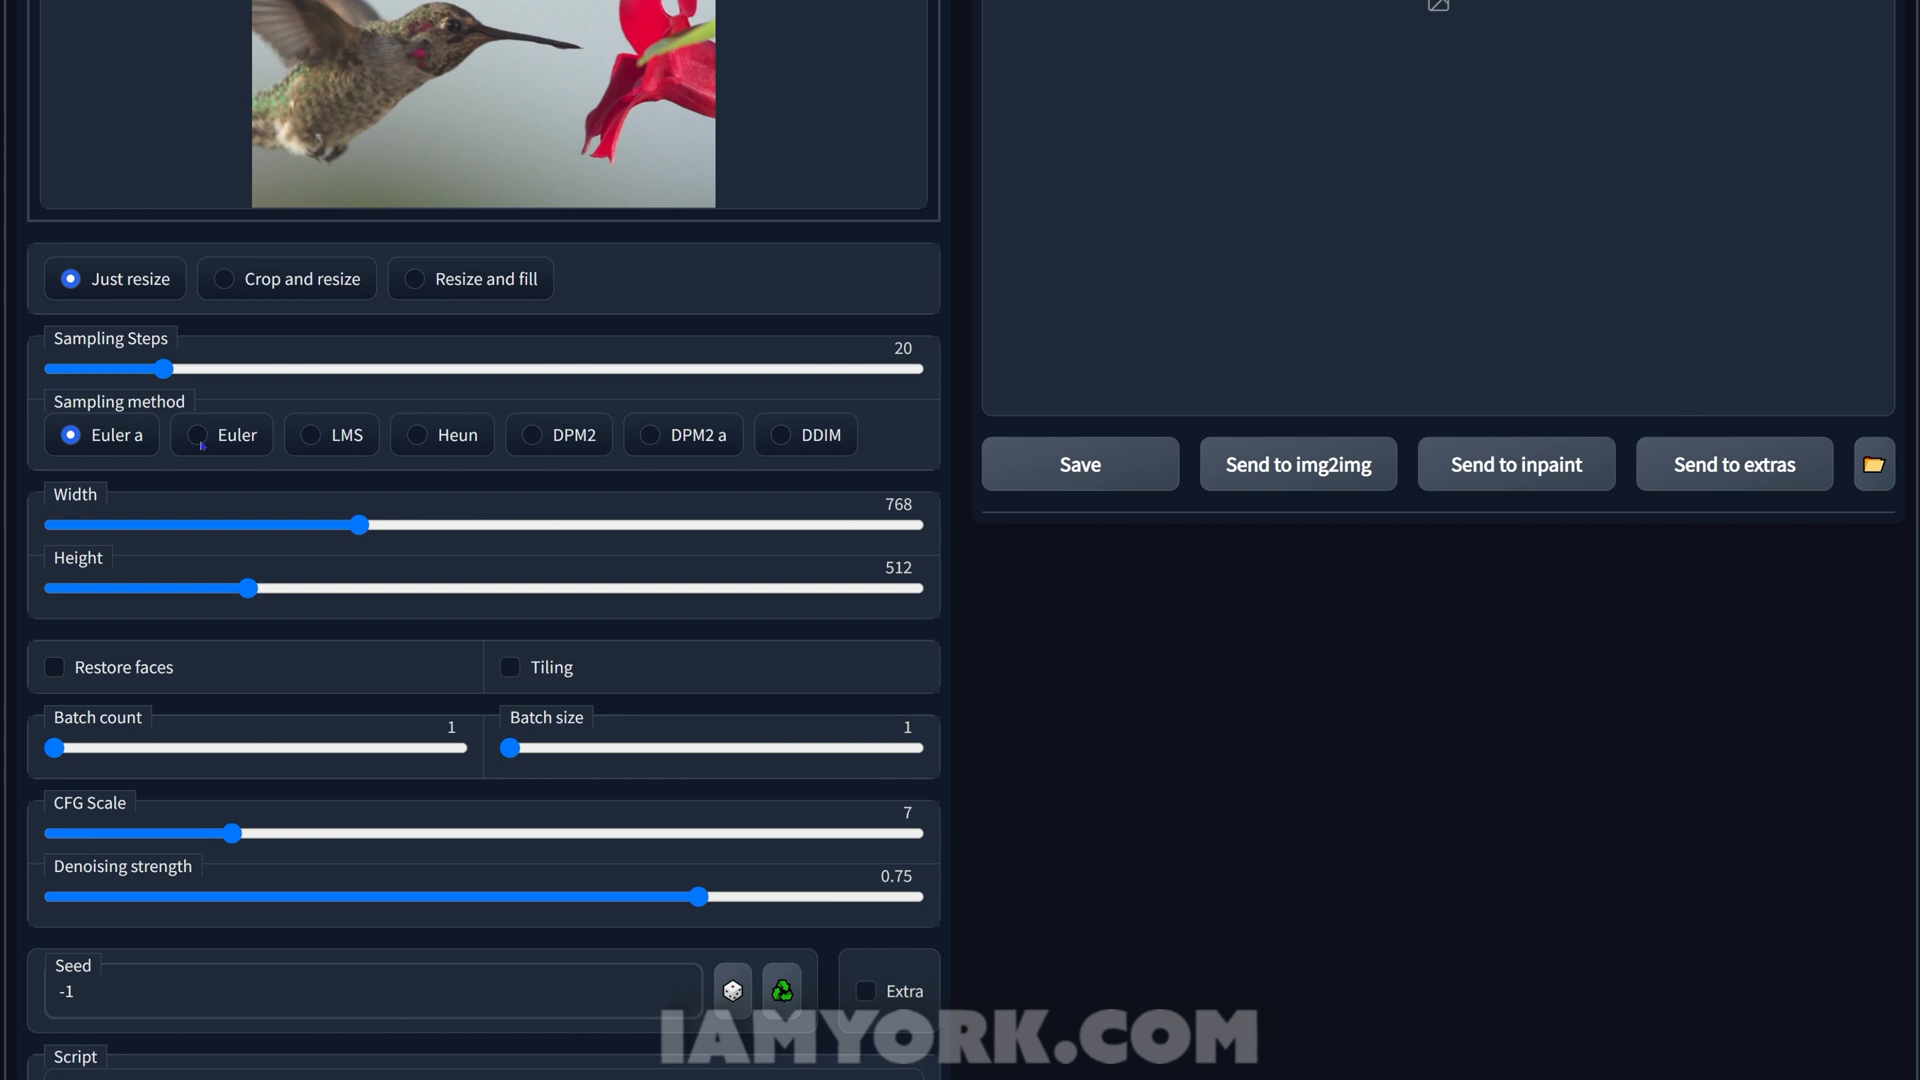 Just resize
Crop and resize
Resize and fill
Sampling Steps
20
Sampling method
Euler a
Euler
LMS
Heun
DPM2
DPM2 a
DDIM
Width
768
Height
512
Restore faces
Tiling
Batch count
1
Batch size
1
CFG Scale
7
Denoising strength
0.75
Seed
-1
Extra
Script
Save
Send to img2img
Send to inpaint
Send to extras
IAMYORK.COM